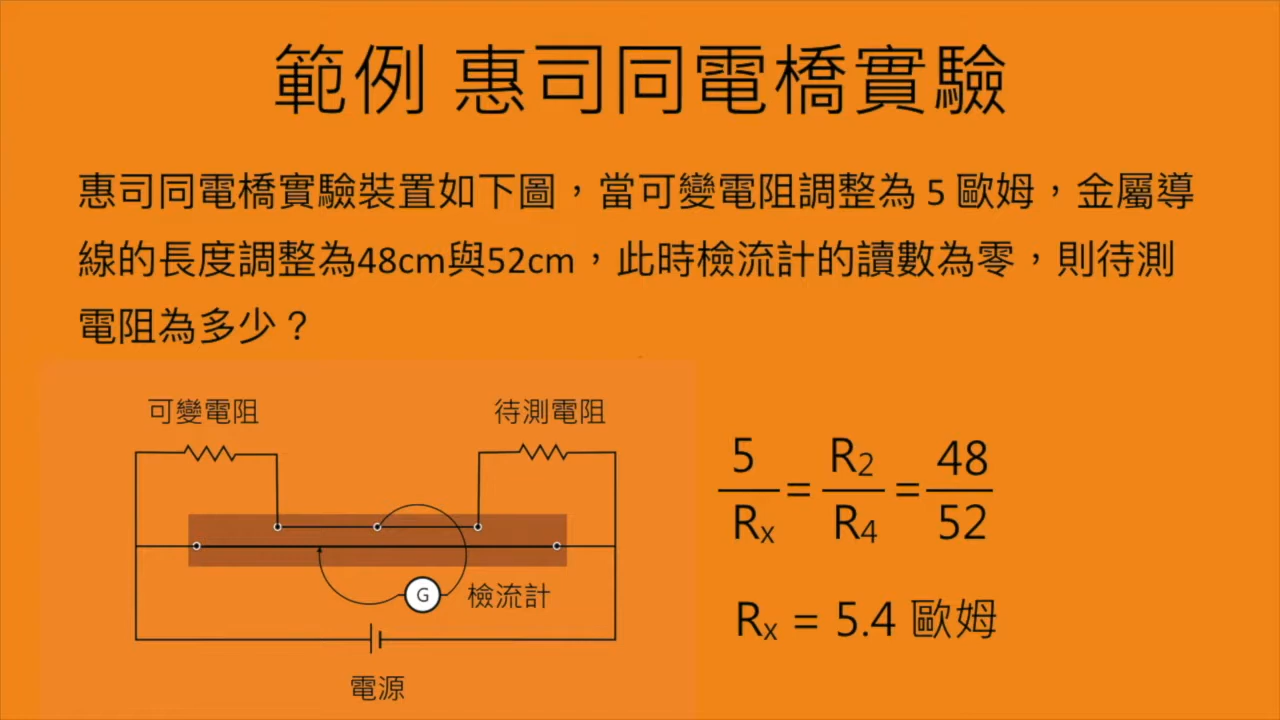 範例 惠司同電橋實驗
惠司同電橋實驗裝置如下圖，當可變電阻調整為 5 歐姆，金屬導
線的長度調整為48cm與52cm，此時檢流計的讀數為零，則待測
電阻為多少？
可變電阻
待測電阻
G
檢流計
電源
5/Rx = R2/R4 = 48/52
Rx = 5.4 歐姆